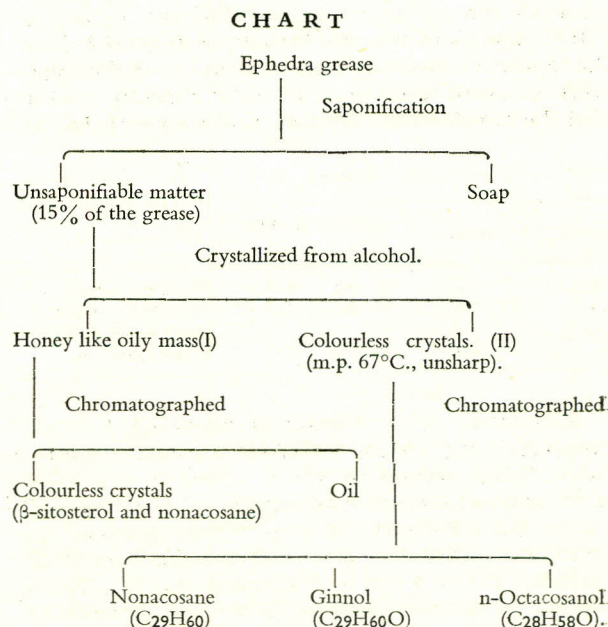 CHART
Ephedra grease
Saponification
Unsaponifiable matter
(15% of the grease)
Soap
Crystallized from alcohol.
Honey like oily mass(I)
Colourless crystals. (II)
(m.p. 67°C., unsharp).
Chromatographed
Chromatographed
Colourless crystals
(β-sitosterol and nonacosane)
Oil
Nonacosane
(C29H60)
Ginnol
(C29H60O)
n-Octacosanol
(C28H58O).